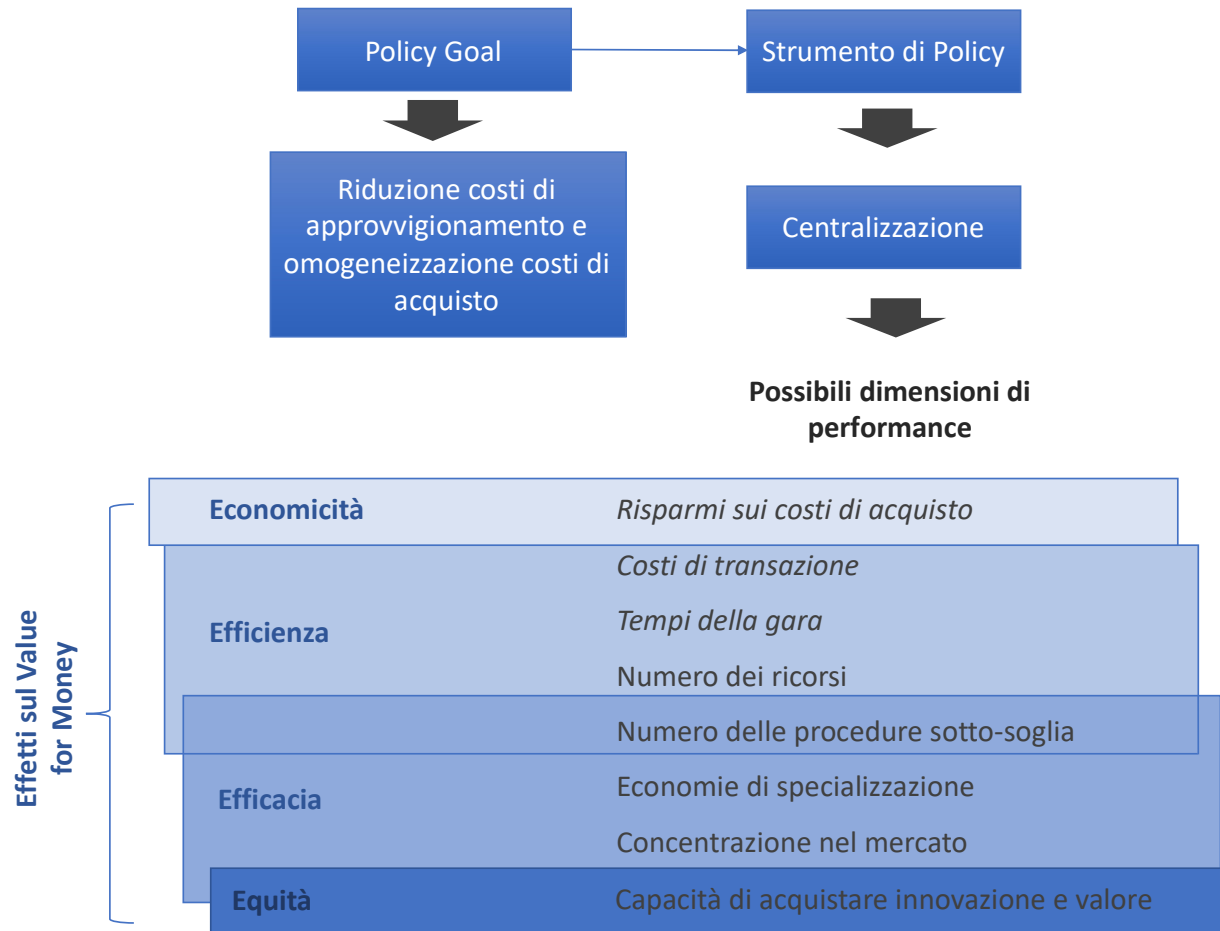 Policy Goal
Strumento di Policy
Riduzione costi di
approvvigionamento e
omogeneizzazione costi di
acquisto
Centralizzazione
Possibili dimensioni di
performance
Effetti sul Value
for Money
Economicità
Risparmi sui costi di acquisto
Costi di transazione
Tempi della gara
Efficienza
Numero dei ricorsi
Numero delle procedure sotto-soglia
Economie di specializzazione
Efficacia
Concentrazione nel mercato
Equità
Capacità di acquistare innovazione e valore